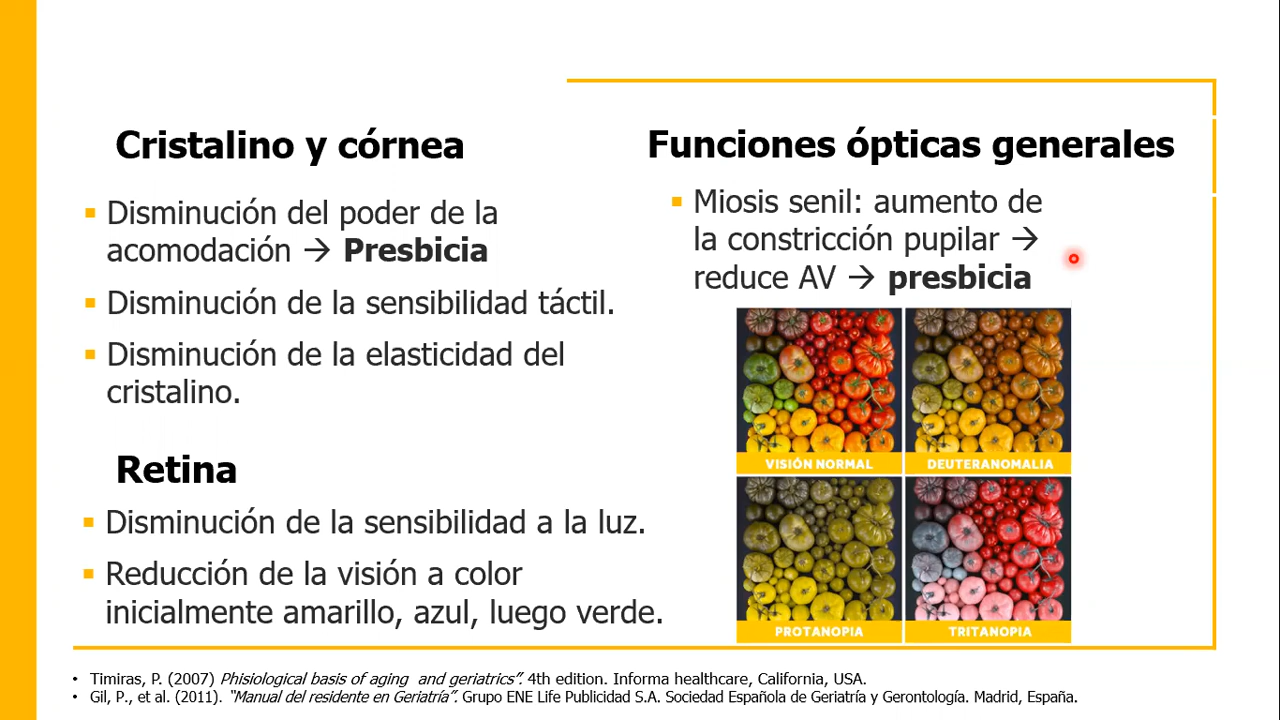 Cristalino y córnea
▪ Disminución del poder de la
acomodación → Presbicia
▪ Disminución de la sensibilidad táctil.
▪ Disminución de la elasticidad del
cristalino.
Retina
▪ Disminución de la sensibilidad a la luz.
▪ Reducción de la visión a color
inicialmente amarillo, azul, luego verde.
Funciones ópticas generales
▪ Miosis senil: aumento de
la constricción pupilar →
reduce AV → presbicia
VISIÓN NORMAL
DEUTERANOMALIA
PROTANOPIA
TRITANOPIA
• Timiras, P. (2007) Phisiological basis of aging and geriatrics”. 4th edition. Informa healthcare, California, USA.
• Gil, P., et al. (2011). “Manual del residente en Geriatría”. Grupo ENE Life Publicidad S.A. Sociedad Española de Geriatría y Gerontología. Madrid, España.